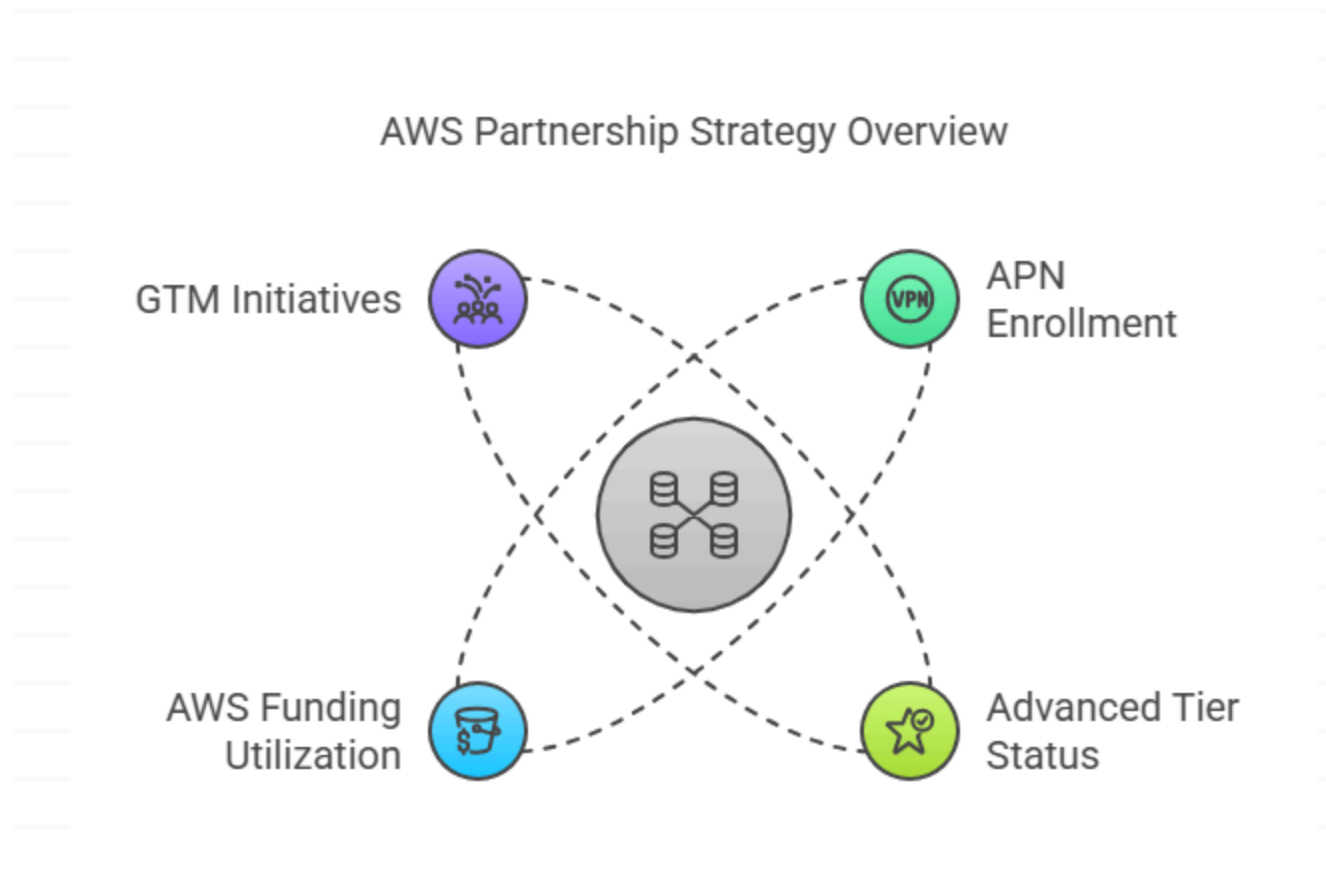 AWS Partnership Strategy Overview
GTM Initiatives
APN
Enrollment
VPN
AWS Funding
Utilization
$
Advanced Tier
Status